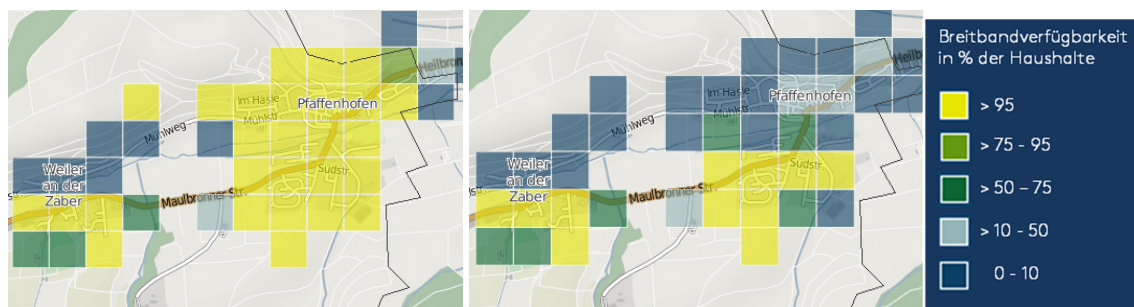 Heilbronn
Im Hasle
Pfaffenhofen
Mühlstr.
Mühlweg
Weiler
an der
Zaber
Südstr.
Maulbronner Str.
Heilbronn
Im Hasle
Pfaffenhofen
Mühlstr.
Mühlweg
Weiler
an der
Zaber
Südstr.
Maulbronner Str.
Breitbandverfügbarkeit
in % der Haushalte
> 95
> 75 - 95
> 50 - 75
> 10 - 50
0 - 10